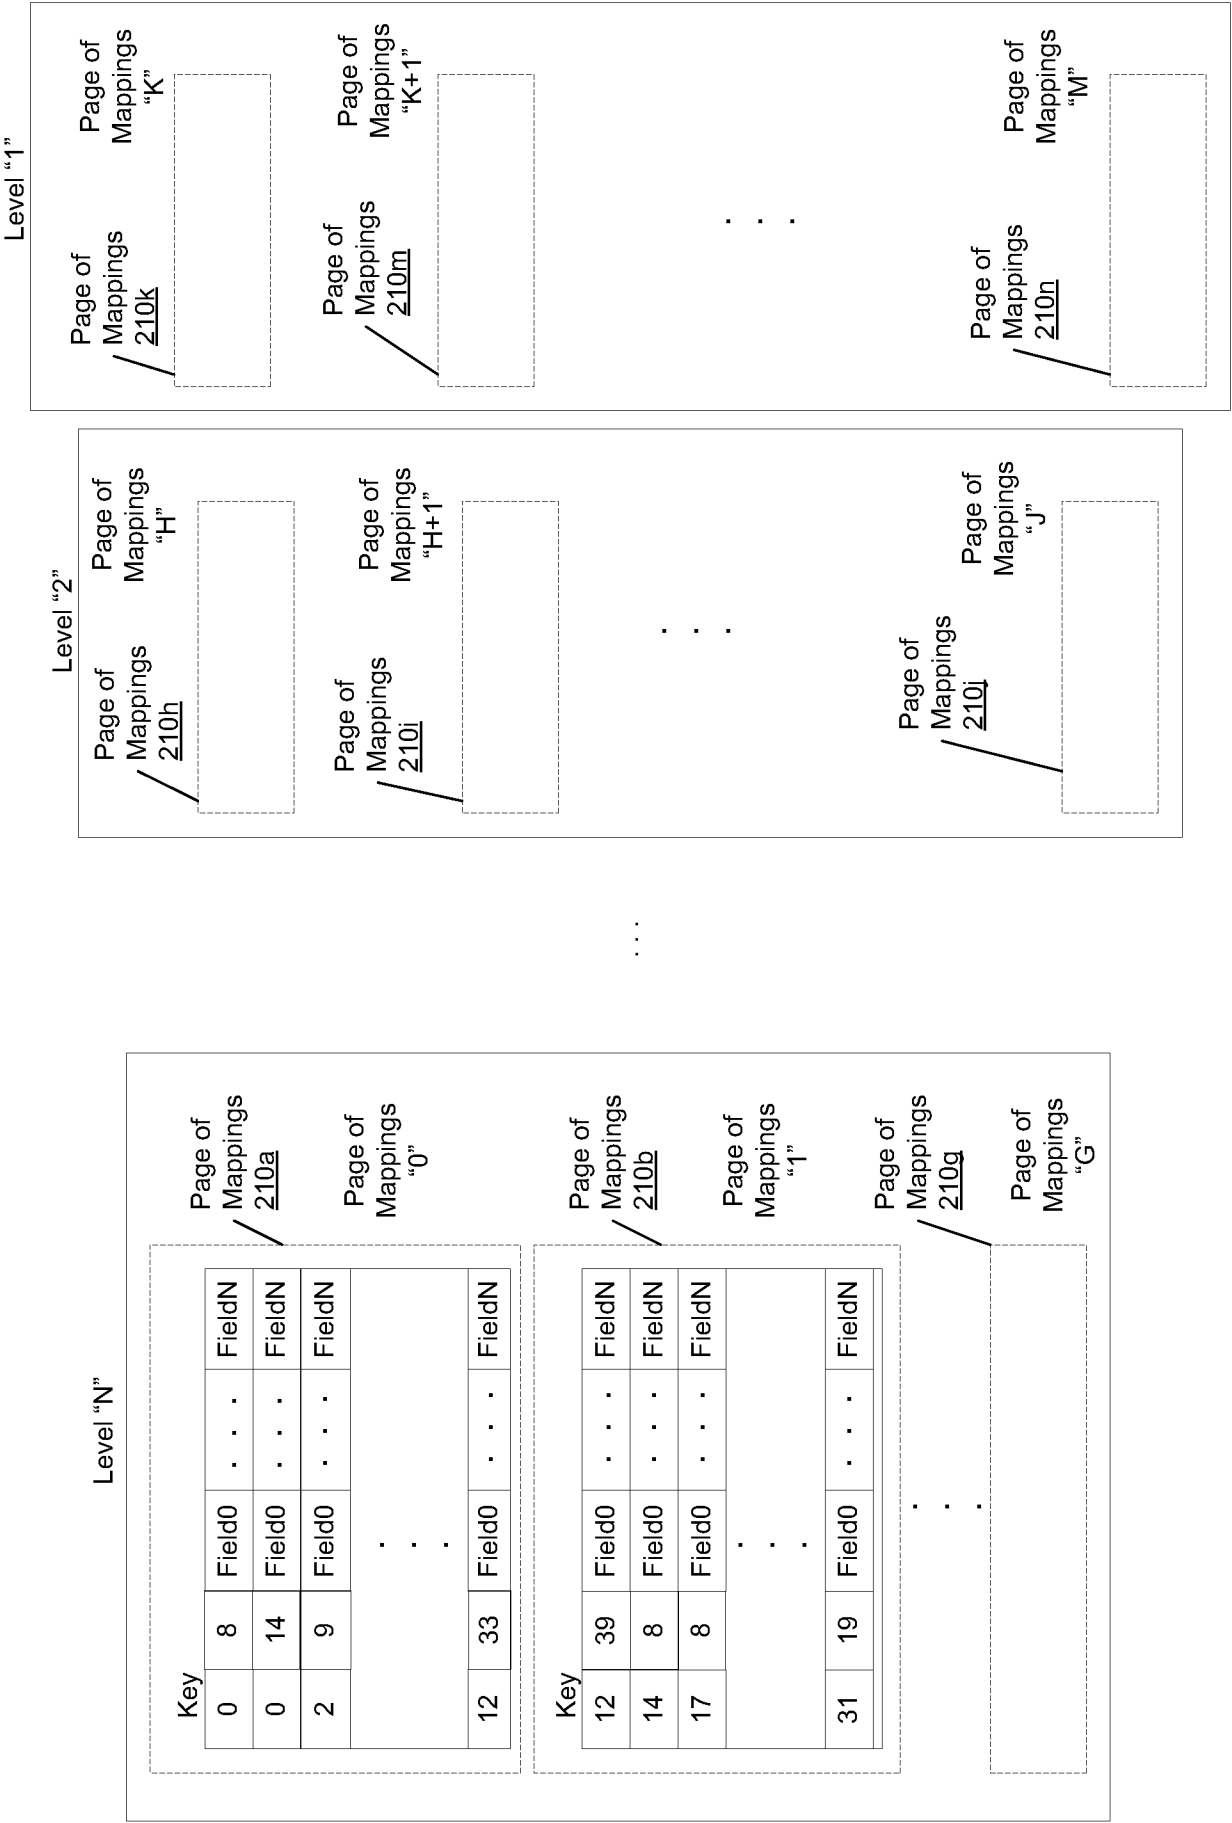 Level “N”
Key
0 8 Field0 . . . FieldN
0 14 Field0 . . . FieldN
2 9 Field0 . . . FieldN
. . .
12 33 Field0 . . . FieldN
Page of
Mappings
210a
Page of
Mappings
“0”
Key
12 39 Field0 . . . FieldN
14 8 Field0 . . . FieldN
17 8 Field0 . . . FieldN
. . .
31 19 Field0 . . . FieldN
Page of
Mappings
210b
Page of
Mappings
“1”
. . .
Page of
Mappings
210g
Page of
Mappings
“G”
. . .
Level “2”
Page of
Mappings
210h
Page of
Mappings
“H”
Page of
Mappings
210i
Page of
Mappings
“H+1”
. . .
Page of
Mappings
210j
Page of
Mappings
“J”
Level “1”
Page of
Mappings
210k
Page of
Mappings
“K”
Page of
Mappings
210m
Page of
Mappings
“K+1”
. . .
Page of
Mappings
210n
Page of
Mappings
“M”